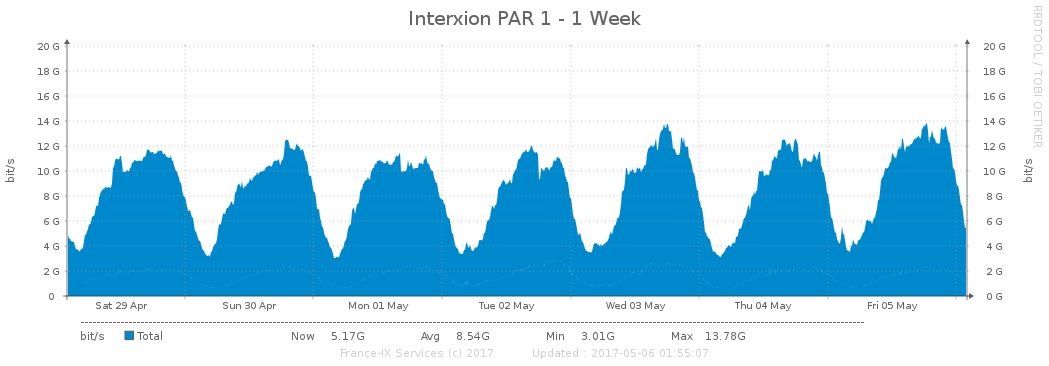 Interxion PAR 1 - 1 Week
RRDTOOL / TOBI OETIKER
20 G 20 G
18 G 18 G
16 G 16 G
14 G 14 G
12 G 12 G
10 G 10 G
8 G 8 G
6 G 6 G
4 G 4 G
2 G 2 G
0 0 G
bit/s
bit/s
Sat 29 Apr Sun 30 Apr Mon 01 May Tue 02 May Wed 03 May Thu 04 May Fri 05 May
bit/s Total Now 5.17G Avg 8.54G Min 3.01G Max 13.78G
France-IX Services (c) 2017 Updated : 2017-05-06 01:55:07